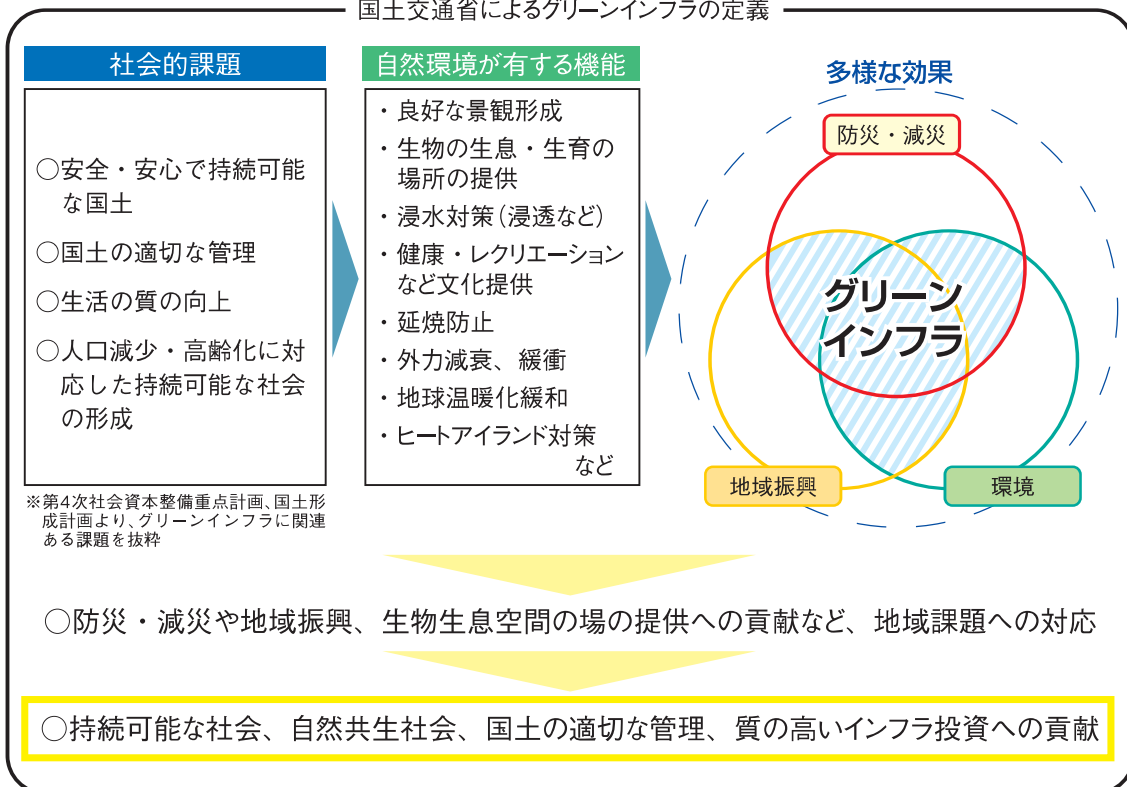 国土交通省によるグリーンインフラの定義
社会的課題
○安全・安心で持続可能
な国土
○国土の適切な管理
○生活の質の向上
○人口減少・高齢化に対
応した持続可能な社会
の形成
※第4次社会資本整備重点計画、国土形
成計画より、グリーンインフラに関連
ある課題を抜粋
自然環境が有する機能
・良好な景観形成
・生物の生息・生育の
場所の提供
・浸水対策(浸透など)
・健康・レクリエーション
など文化提供
・延焼防止
・外力減衰、緩衝
・地球温暖化緩和
・ヒートアイランド対策
など
多様な効果
防災・減災
グリーン
インフラ
地域振興
環境
○防災・減災や地域振興、生物生息空間の場の提供への貢献など、地域課題への対応
○持続可能な社会、自然共生社会、国土の適切な管理、質の高いインフラ投資への貢献